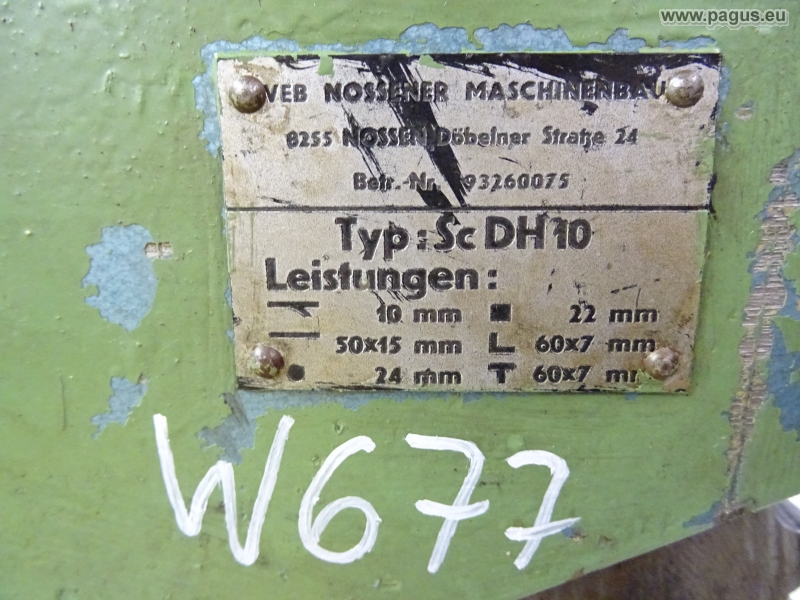 www.pagus.eu
VEB NOSSENER MASCHINENBAU
8255 NOSSEN Döbelner Straße 24
Betr.-Nr. 93260075
Typ: Sc DH 10
Leistungen:
10 mm ■ 22 mm
50x15 mm L 60x7 mm
● 24 mm T 60x7 mm
W677